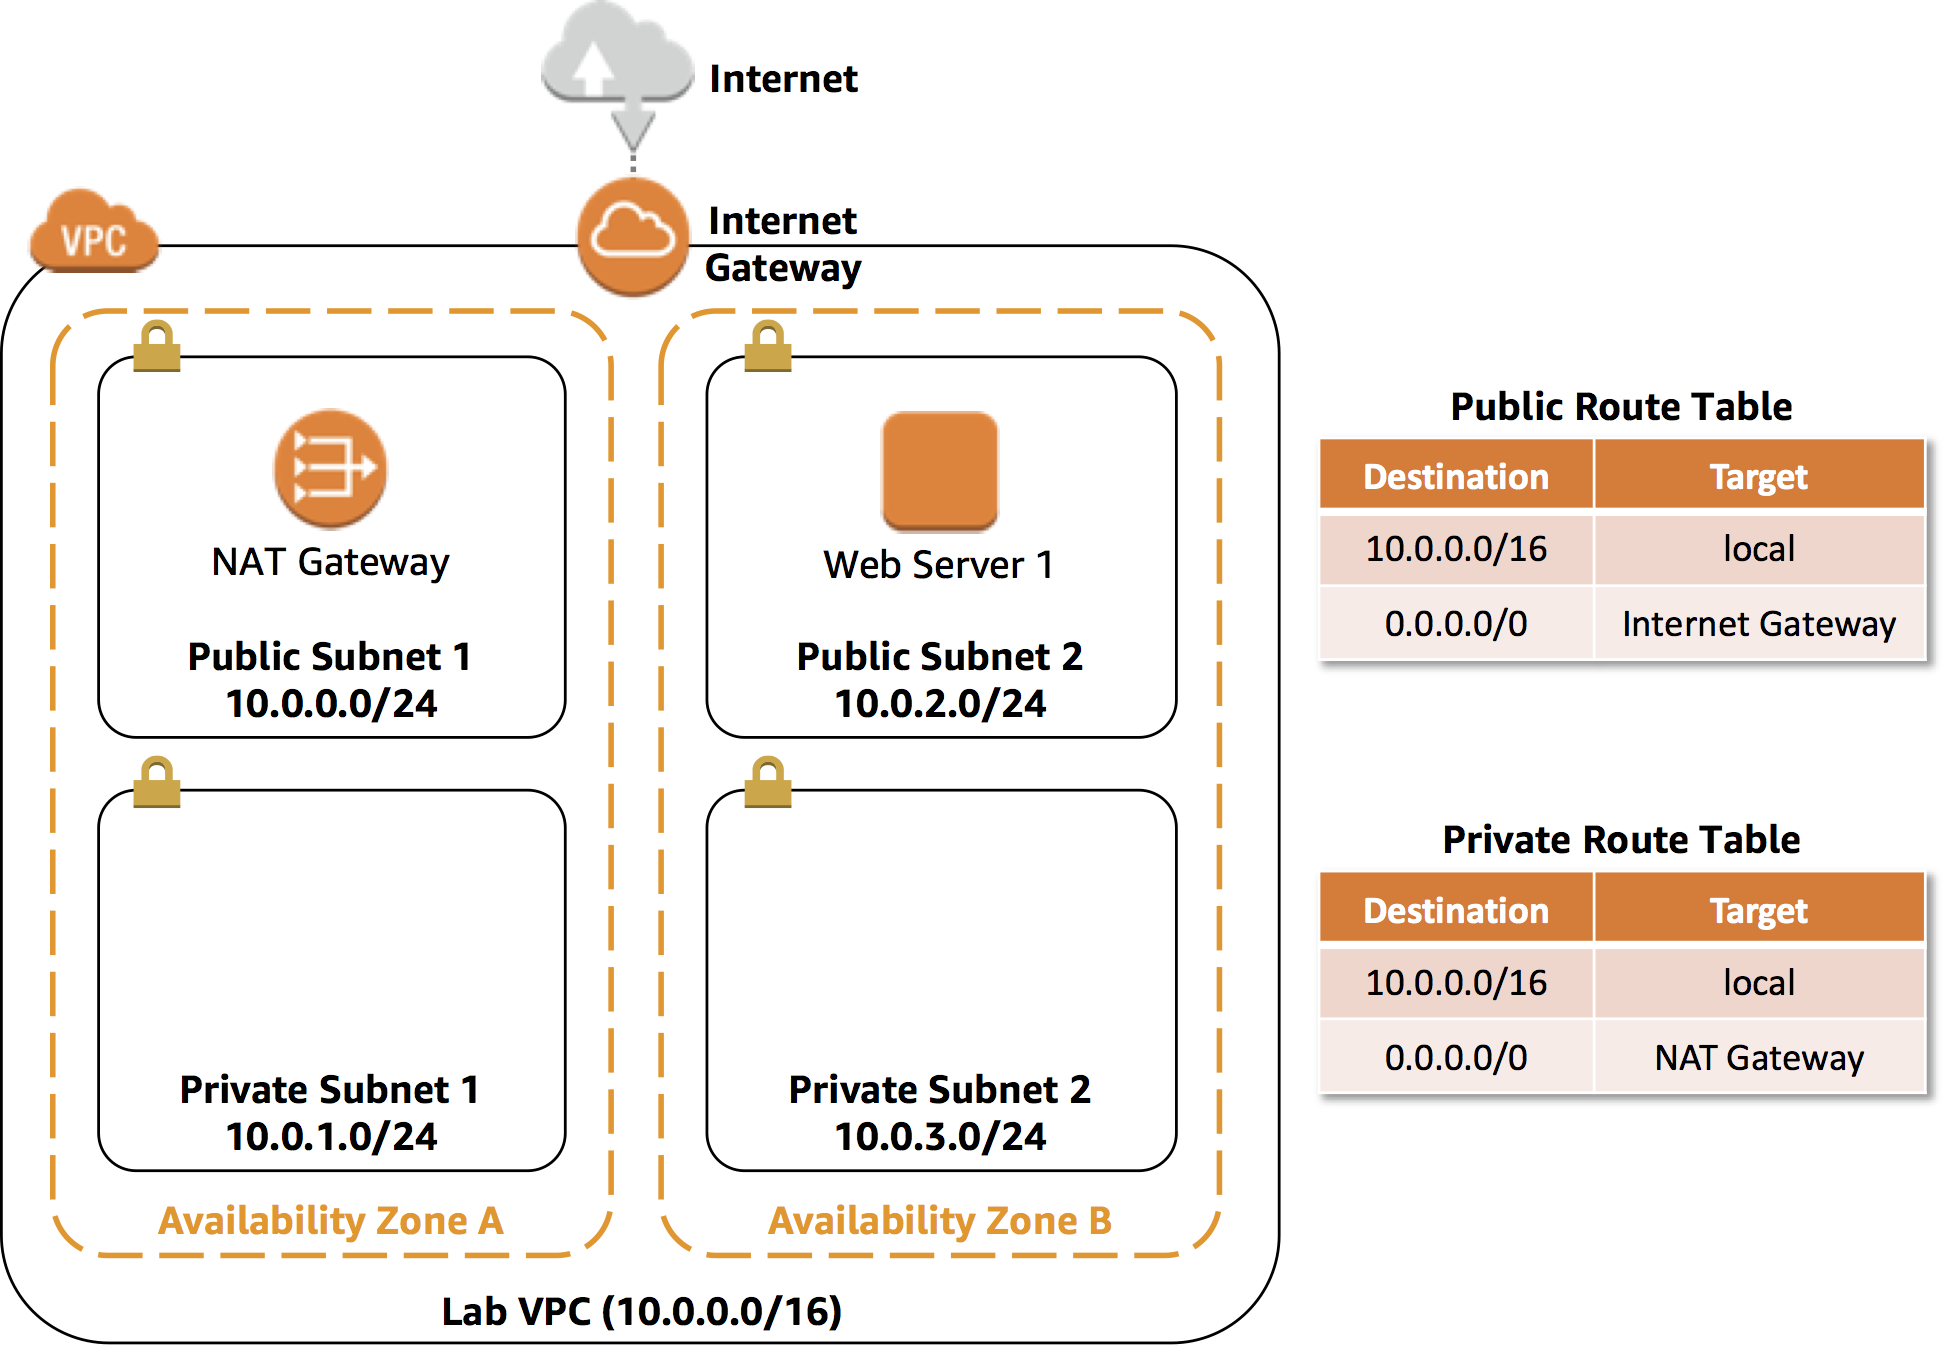 Internet
VPC
Internet
Gateway
NAT Gateway
Public Subnet 1
10.0.0.0/24
Web Server 1
Public Subnet 2
10.0.2.0/24
Private Subnet 1
10.0.1.0/24
Private Subnet 2
10.0.3.0/24
Availability Zone A
Availability Zone B
Lab VPC (10.0.0.0/16)
Public Route Table
Destination Target
10.0.0.0/16 local
0.0.0.0/0 Internet Gateway
Private Route Table
Destination Target
10.0.0.0/16 local
0.0.0.0/0 NAT Gateway